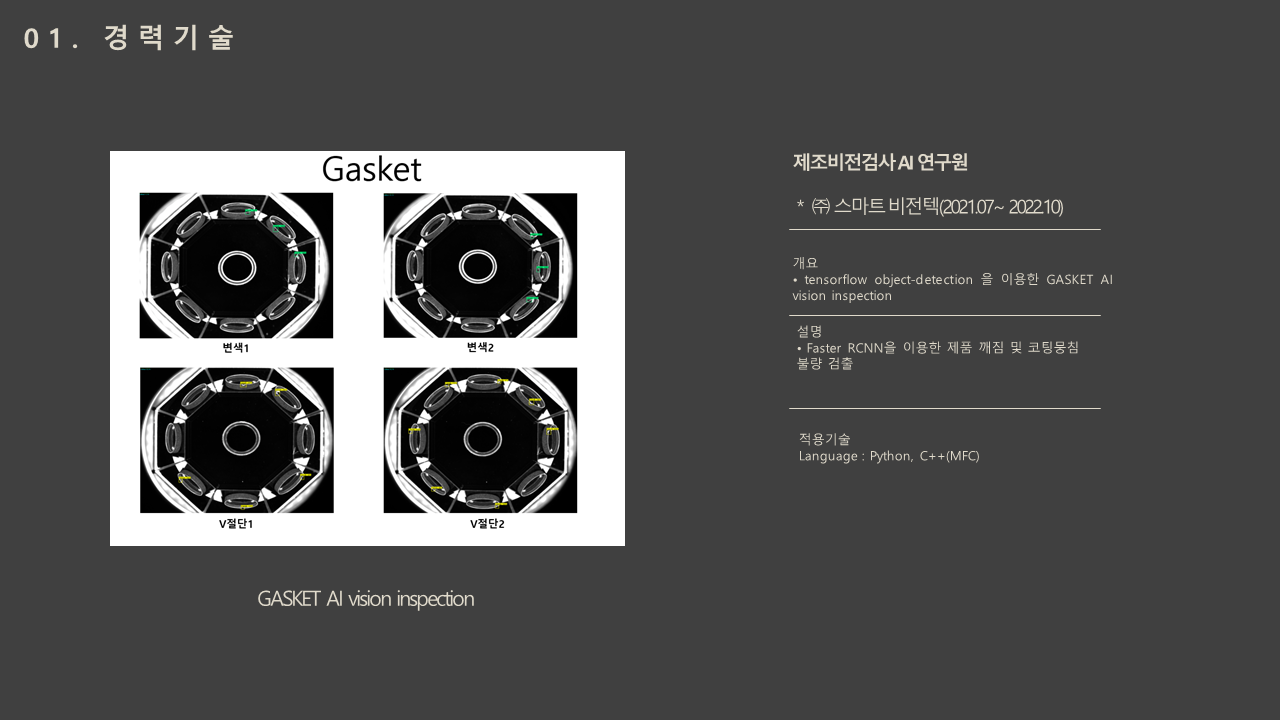 01. 경력기술
Gasket
변색1
변색2
V절단1
V절단2
GASKET AI vision inspection
제조비전검사 AI 연구원
* ㈜ 스마트 비전텍(2021.07~ 2022.10)
개요
• tensorflow object-detection 을 이용한 GASKET AI
vision inspection
설명
• Faster RCNN을 이용한 제품 깨짐 및 코팅뭉침
불량 검출
적용기술
Language : Python, C++(MFC)